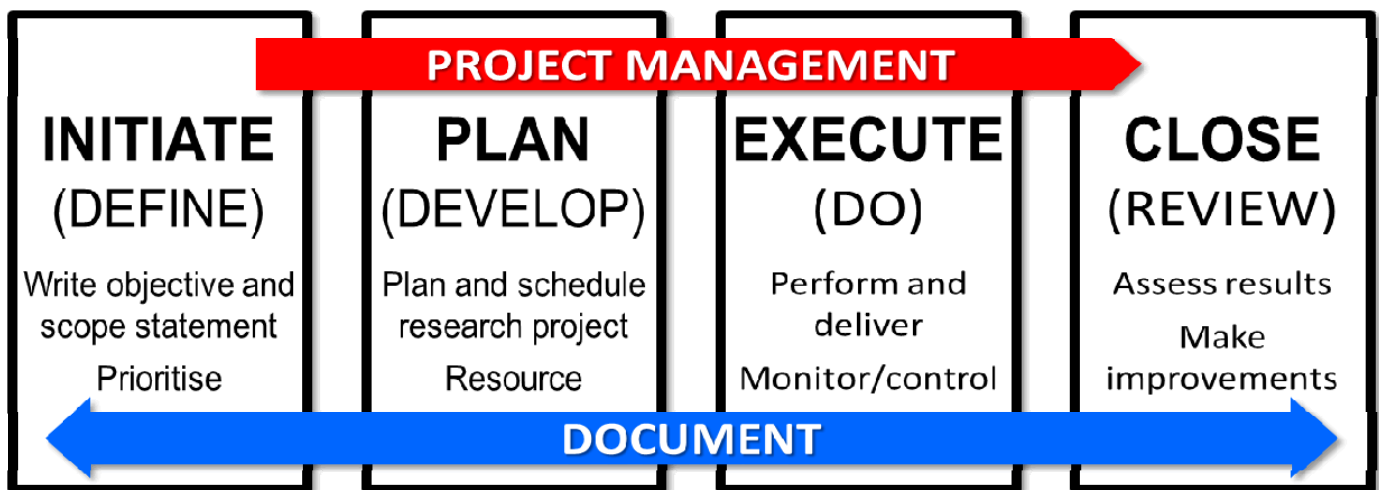 PROJECT MANAGEMENT
INITIATE
(DEFINE)
Write objective and
scope statement
Prioritise
PLAN
(DEVELOP)
Plan and schedule
research project
Resource
EXECUTE
(DO)
Perform and
deliver
Monitor/control
CLOSE
(REVIEW)
Assess results
Make
improvements
DOCUMENT